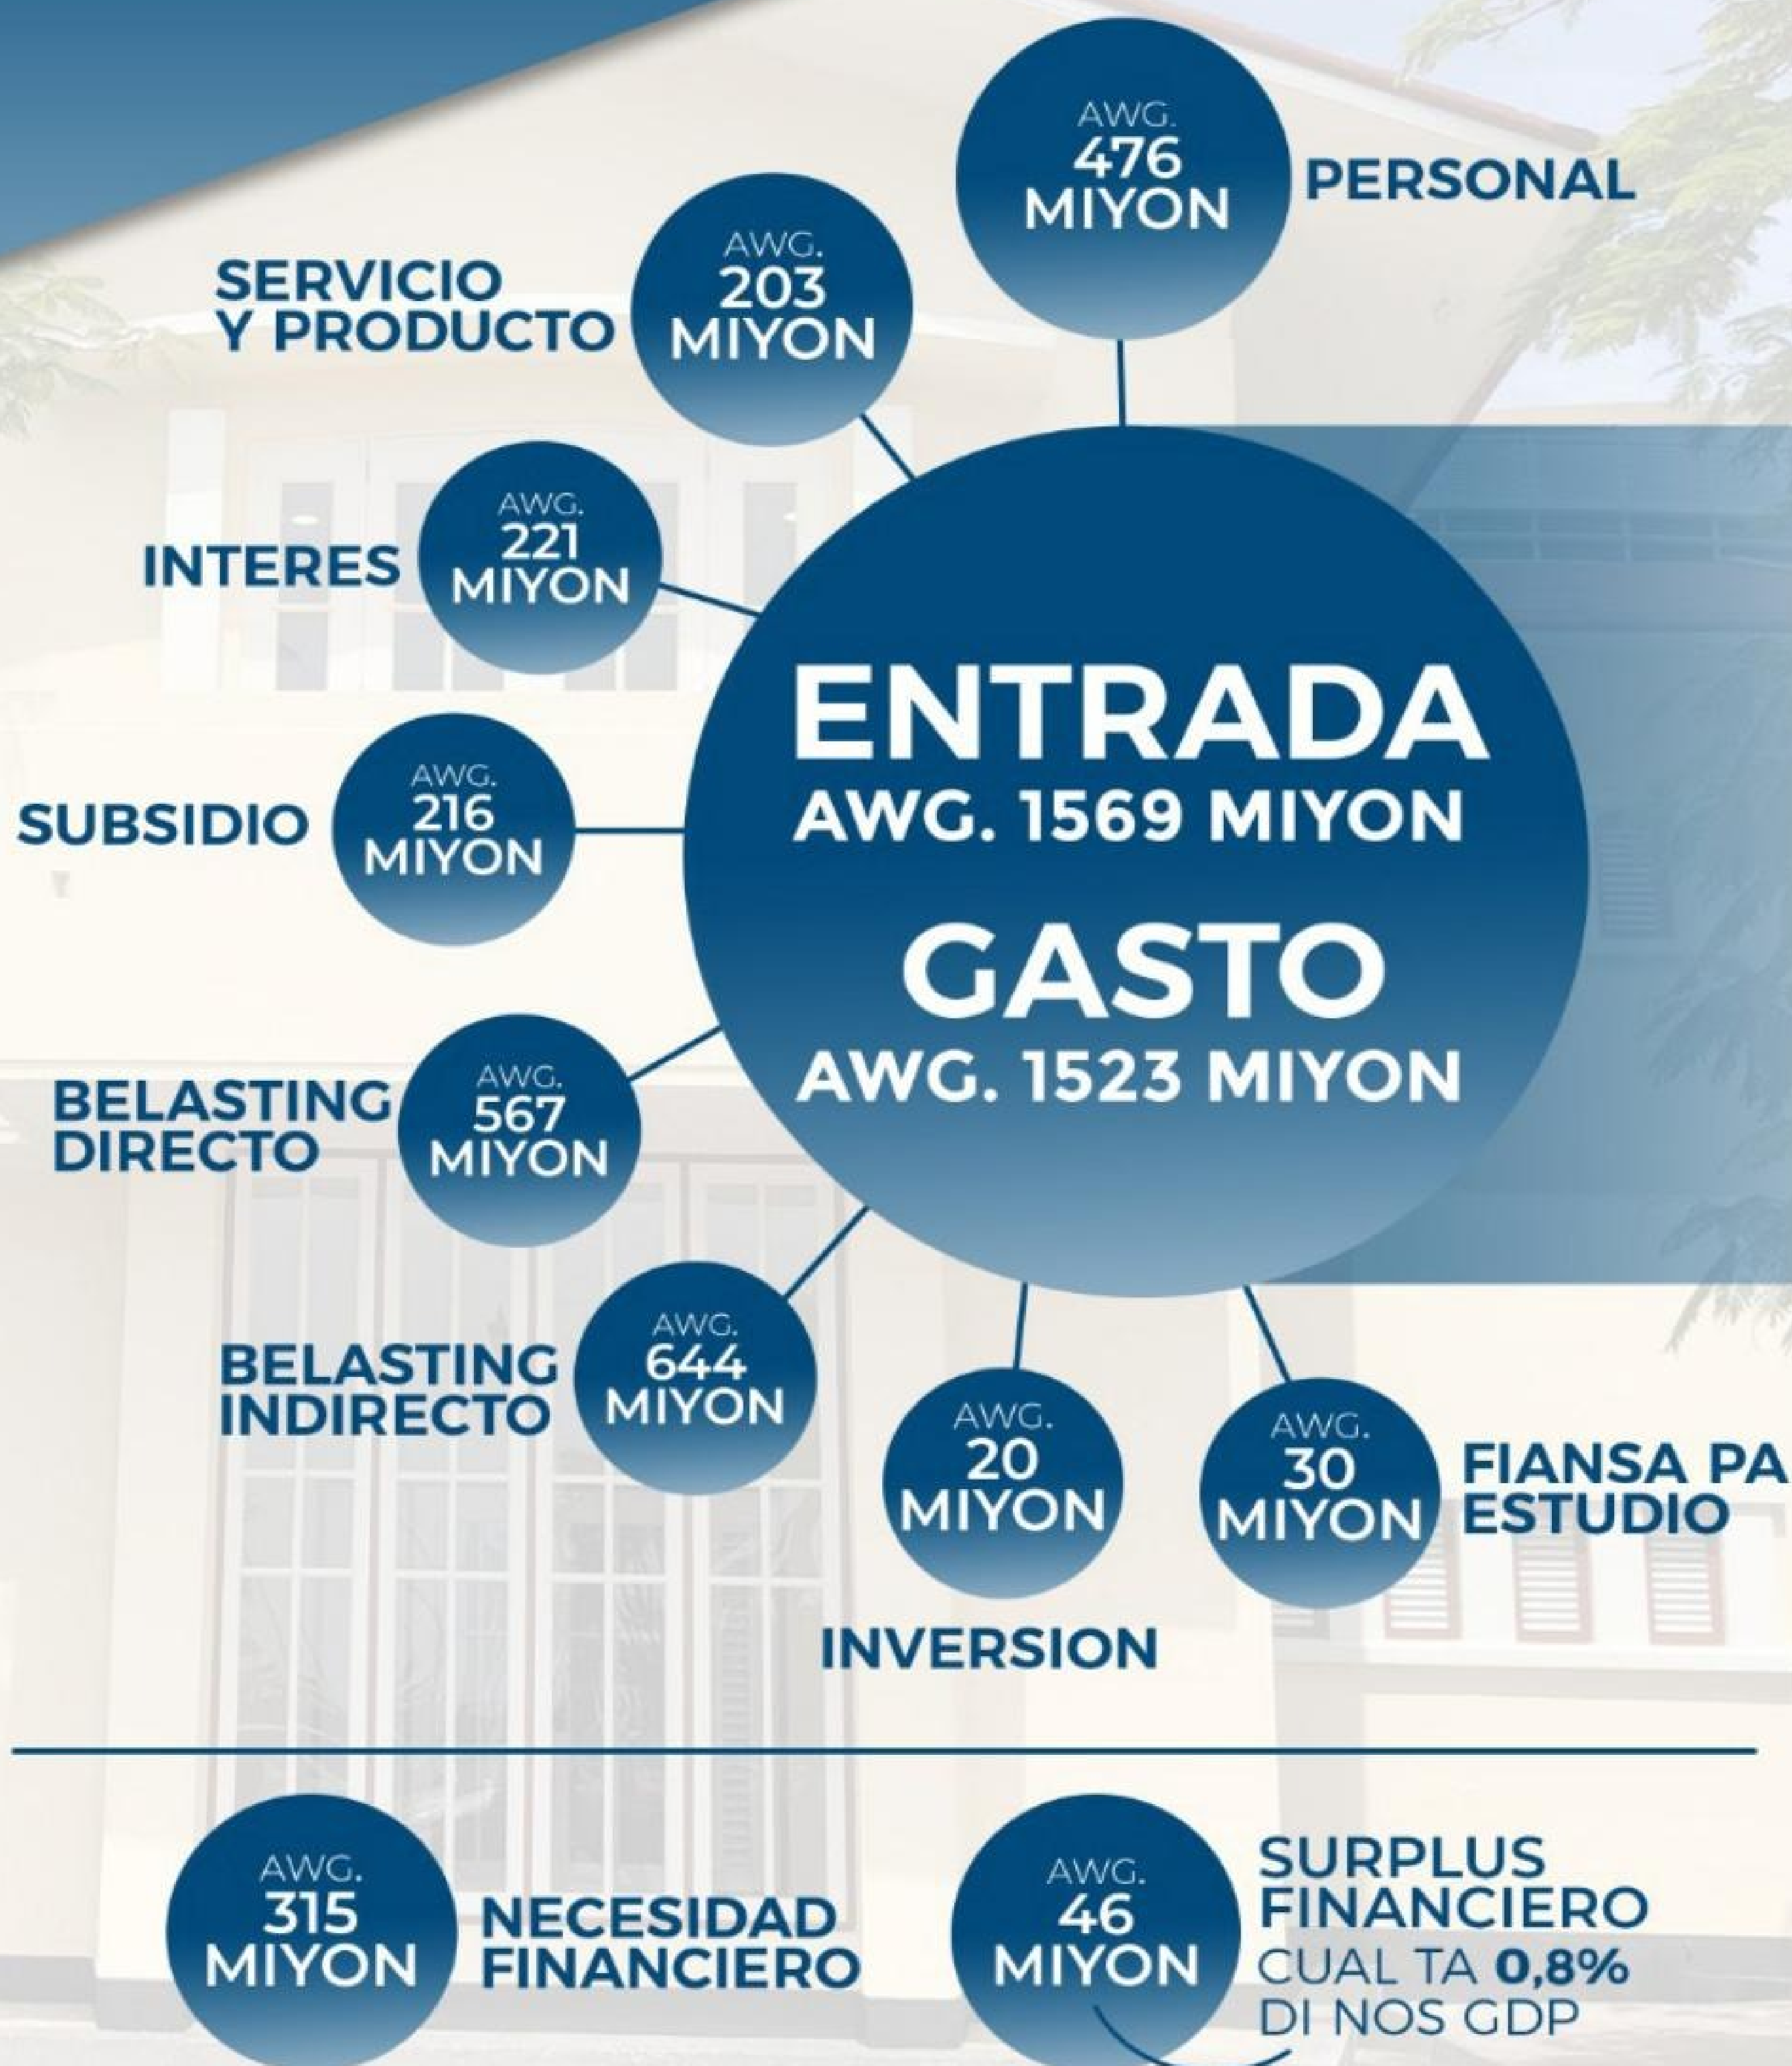 AWG.
476
MIYON
PERSONAL
SERVICIO
Y PRODUCTO
AWG.
203
MIYON
INTERES
AWG.
221
MIYON
SUBSIDIO
AWG.
216
MIYON
ENTRADA
AWG. 1569 MIYON
GASTO
AWG. 1523 MIYON
BELASTING
DIRECTO
AWG.
567
MIYON
BELASTING
INDIRECTO
AWG.
644
MIYON
AWG.
20
MIYON
INVERSION
AWG.
30
MIYON
FIANSA PA
ESTUDIO
AWG.
315
MIYON
NECESIDAD
FINANCIERO
AWG.
46
MIYON
SURPLUS
FINANCIERO
CUAL TA 0,8%
DI NOS GDP